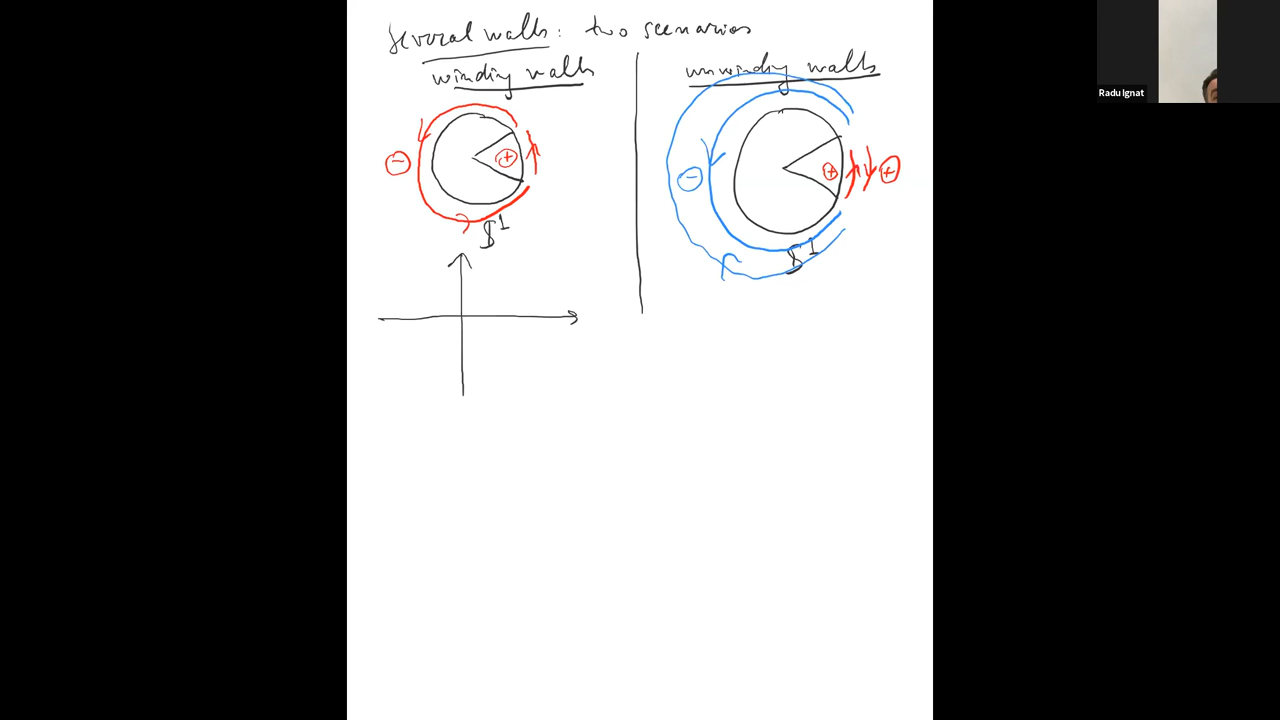 Several walls: two scenarios
winding walls
unwinding walls
Radu Ignat
+
-
S¹
+
+
-
S¹